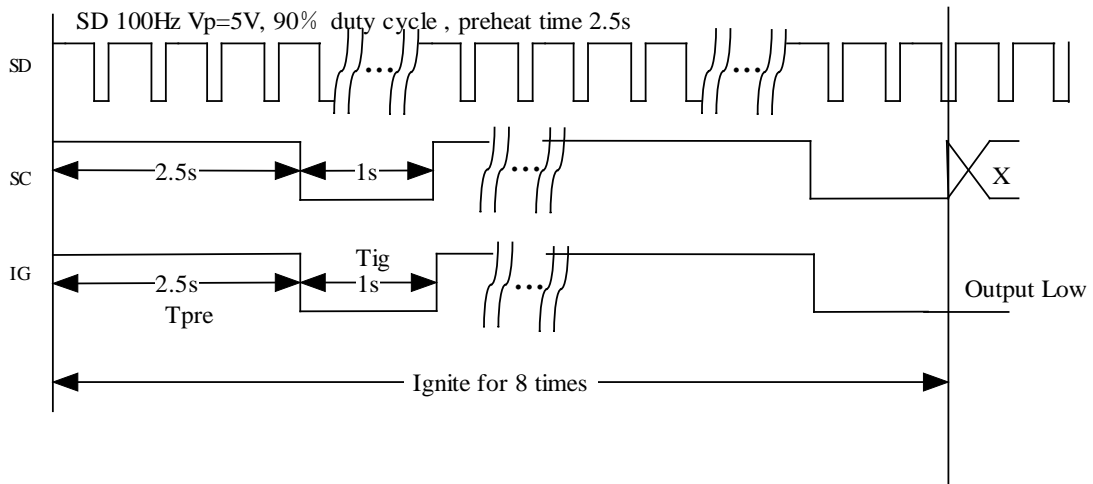 SD 100Hz Vp=5V, 90% duty cycle , preheat time 2.5s
SD
...
...
SC
2.5s
1s
...
X
IG
2.5s
Tpre
Tig
1s
...
Output Low
Ignite for 8 times